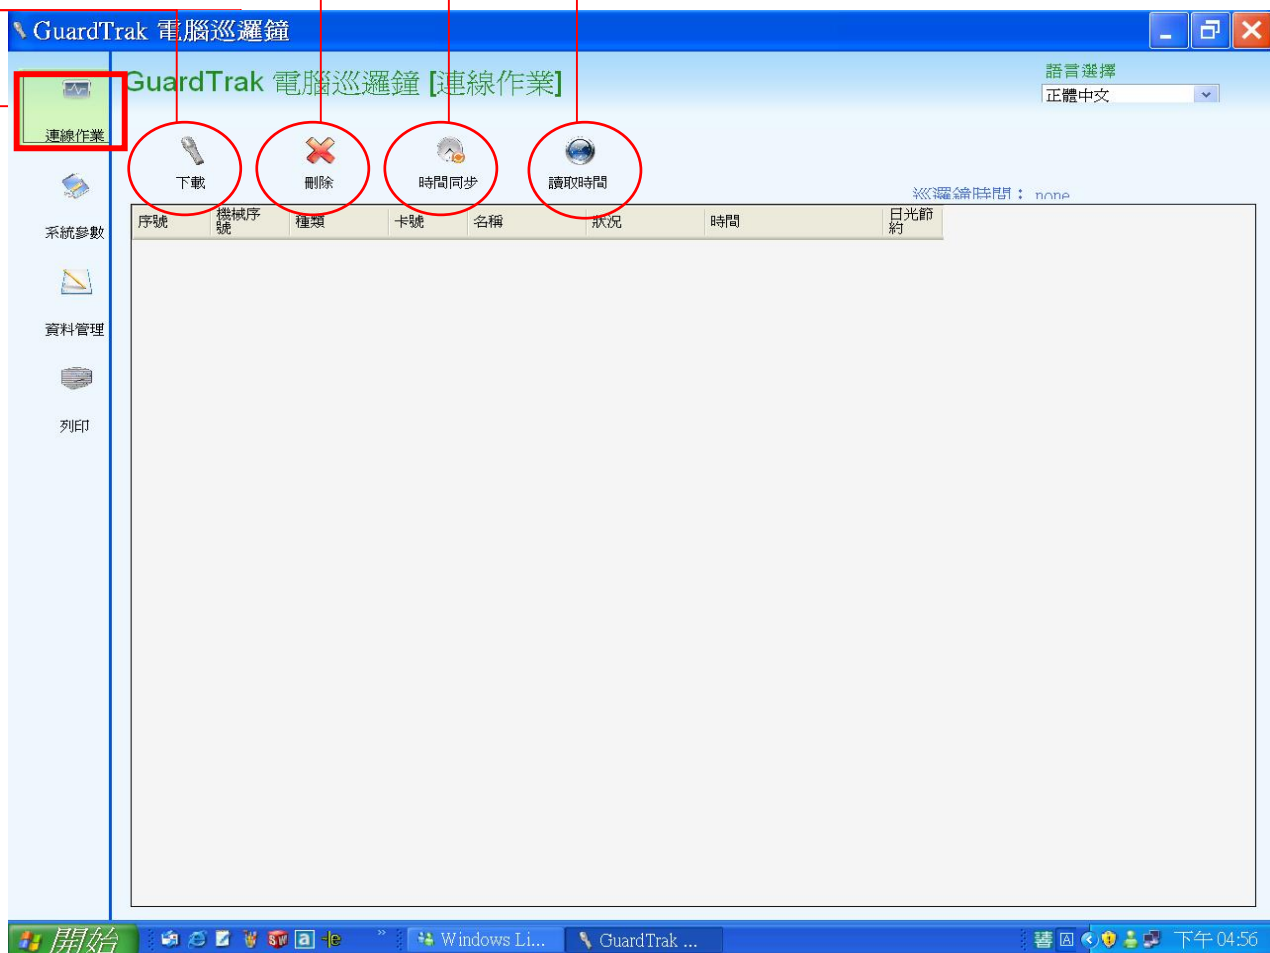 GuardTrak 電腦巡邏鐘
GuardTrak 電腦巡邏鐘 [連線作業]
語言選擇
正體中文
連線作業
系統參數
資料管理
列印
下載
刪除
時間同步
讀取時間
巡邏鐘時間： none
序號
機械序
號
種類
卡號
名稱
狀況
時間
日光節
約
開始
Windows Li...
GuardTrak ...
下午 04:56